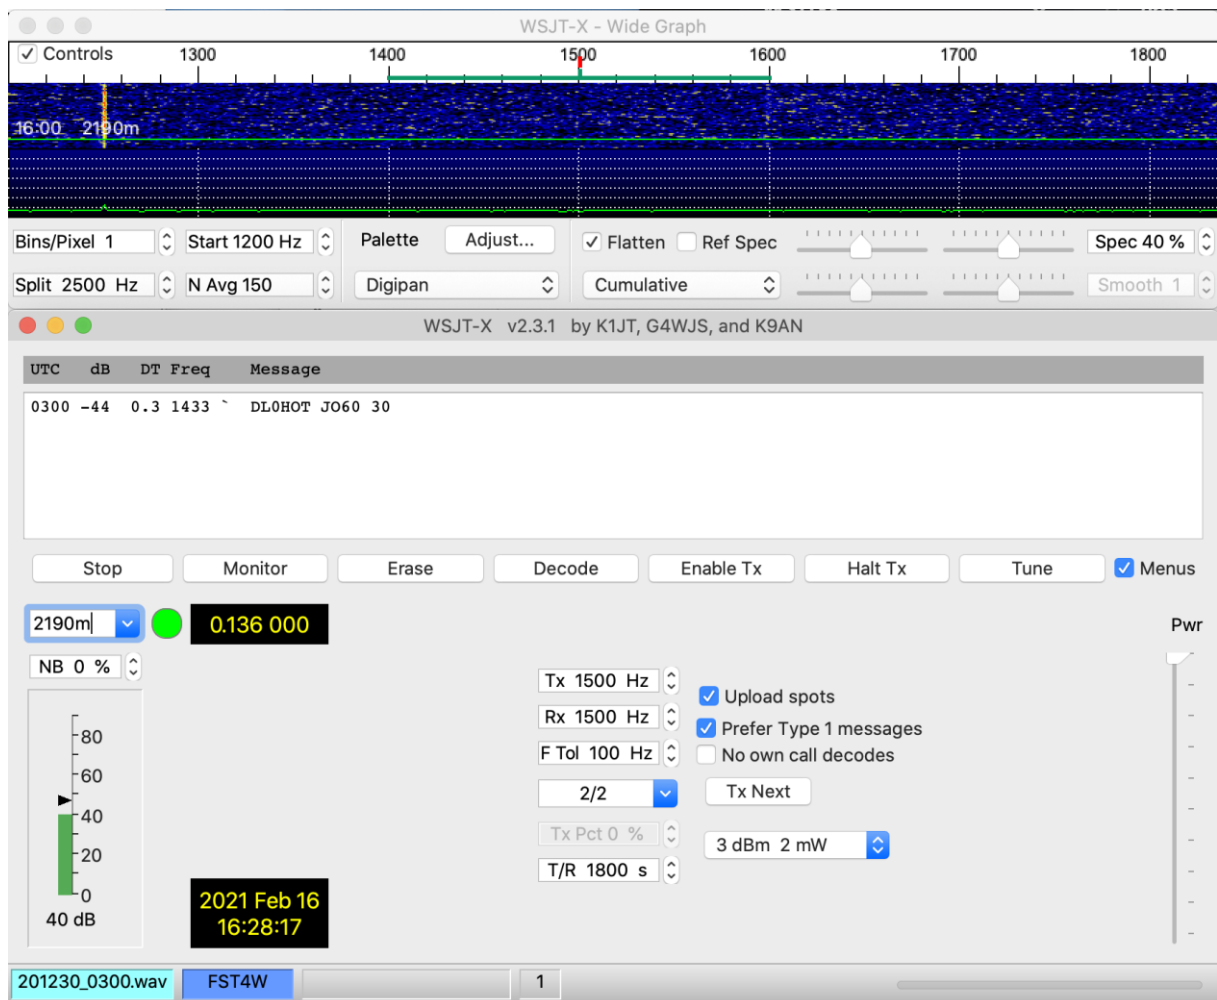 WSJT-X - Wide Graph
Controls 1300 1400 1500 1600 1700 1800
16:00 2190m
Bins/Pixel 1 Start 1200 Hz Palette Adjust... Flatten Ref Spec Spec 40 %
Split 2500 Hz N Avg 150 Digipan Cumulative Smooth 1
WSJT-X v2.3.1 by K1JT, G4WJS, and K9AN
UTC dB DT Freq Message
0300 -44 0.3 1433 ` DL0HOT JO60 30
Stop Monitor Erase Decode Enable Tx Halt Tx Tune Menus
2190m 0.136 000 Pwr
NB 0 %
Tx 1500 Hz Upload spots
Rx 1500 Hz Prefer Type 1 messages
F Tol 100 Hz No own call decodes
2/2 Tx Next
Tx Pct 0 % 3 dBm 2 mW
T/R 1800 s
80
60
40
20
0
40 dB
2021 Feb 16
16:28:17
201230_0300.wav FST4W 1